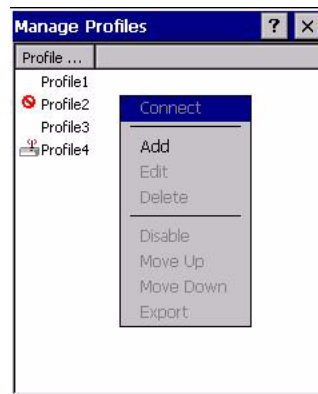 Manage Profiles ? ×
Profile ...
Profile1
Profile2
Profile3
Profile4
Connect
Add
Edit
Delete
Disable
Move Up
Move Down
Export